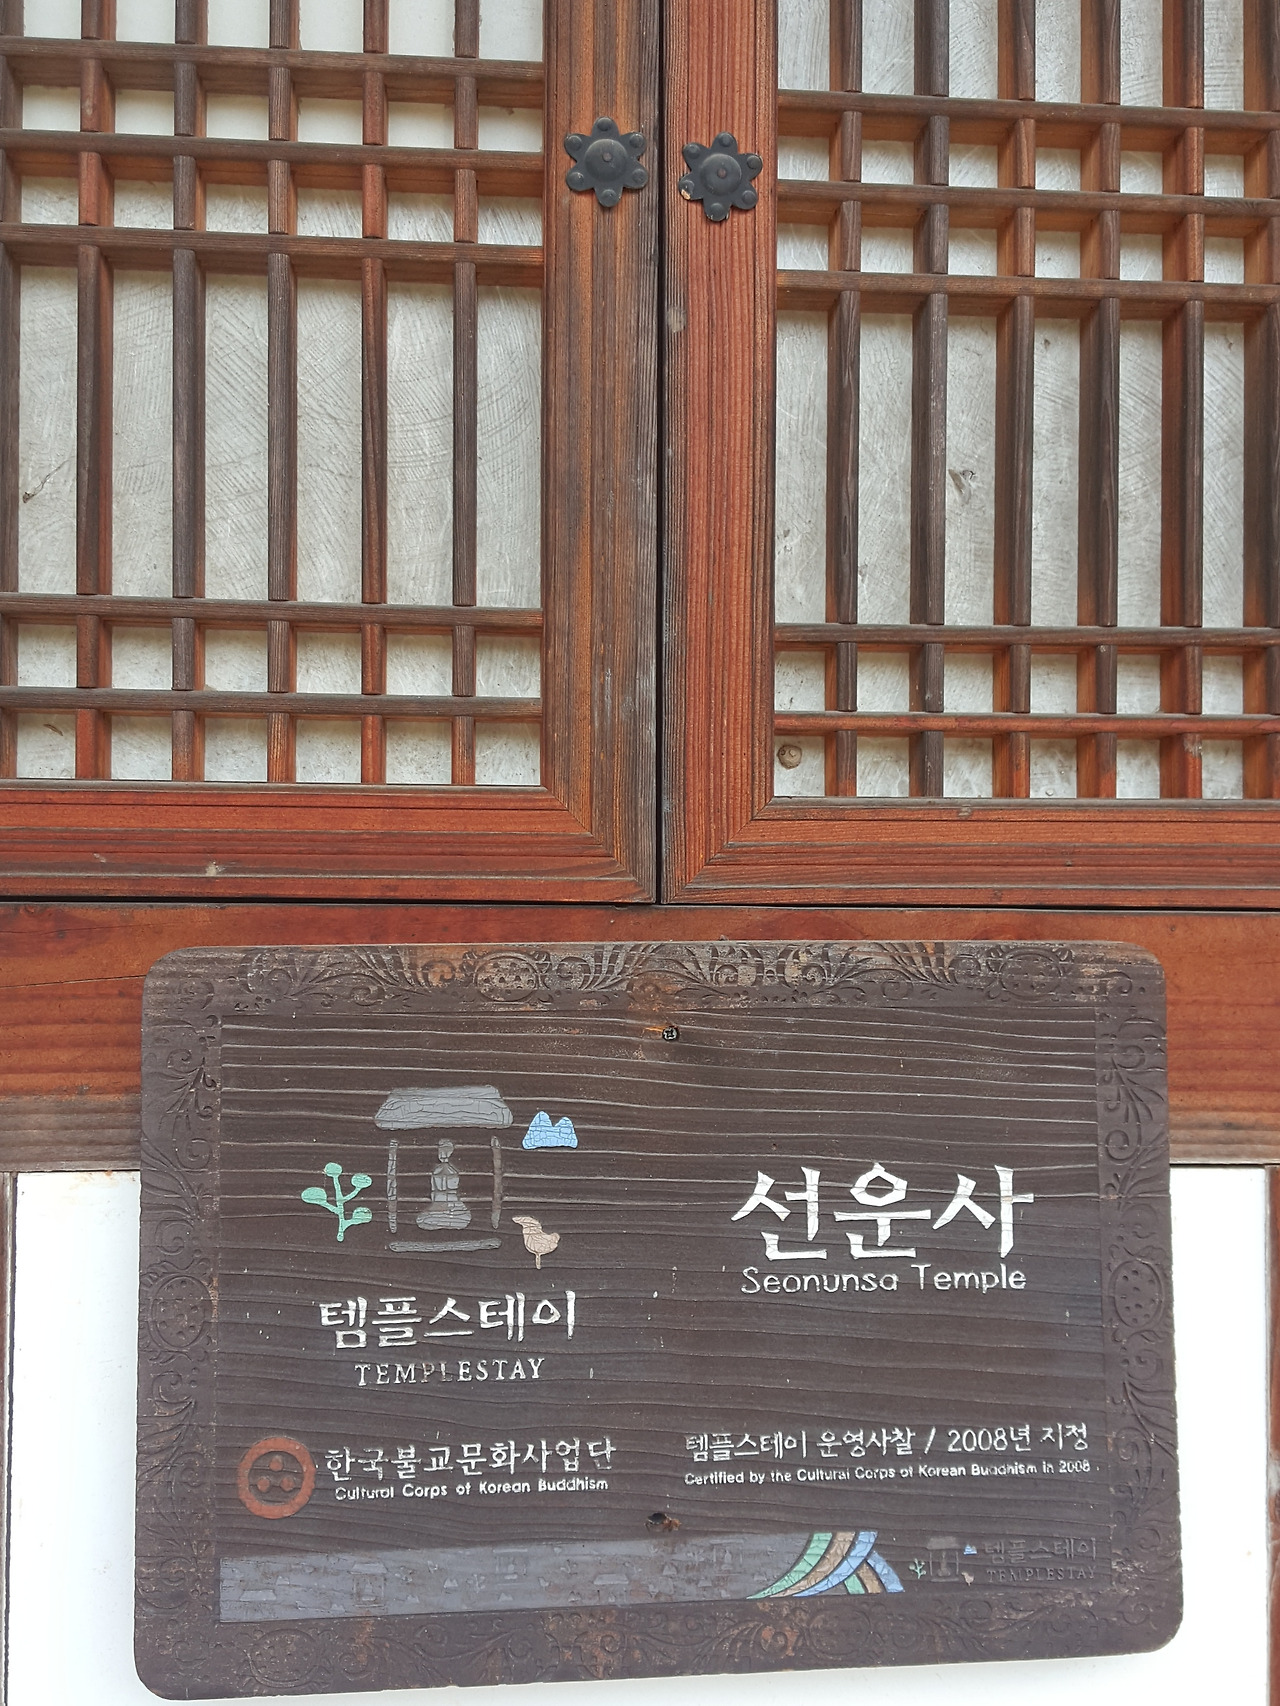 선운사
Seonunsa Temple
템플스테이
TEMPLESTAY
한국불교문화사업단
Cultural Corps of Korean Buddhism
템플스테이 운영사찰 / 2008년 지정
Certified by the Cultural Corps of Korean Buddhism in 2008
템플스테이
TEMPLESTAY